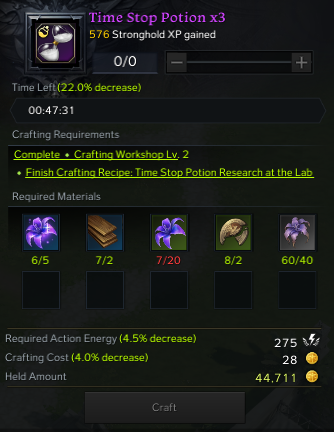 Time Stop Potion x3
576 Stronghold XP gained
0/0
Time Left (22.0% decrease)
00:47:31
Crafting Requirements
Complete • Crafting Workshop Lv. 2
• Finish Crafting Recipe: Time Stop Potion Research at the Lab
Required Materials
6/5 7/2 7/20 8/2 60/40
Required Action Energy (4.5% decrease) 275
Crafting Cost (4.0% decrease) 28
Held Amount 44,711
Craft